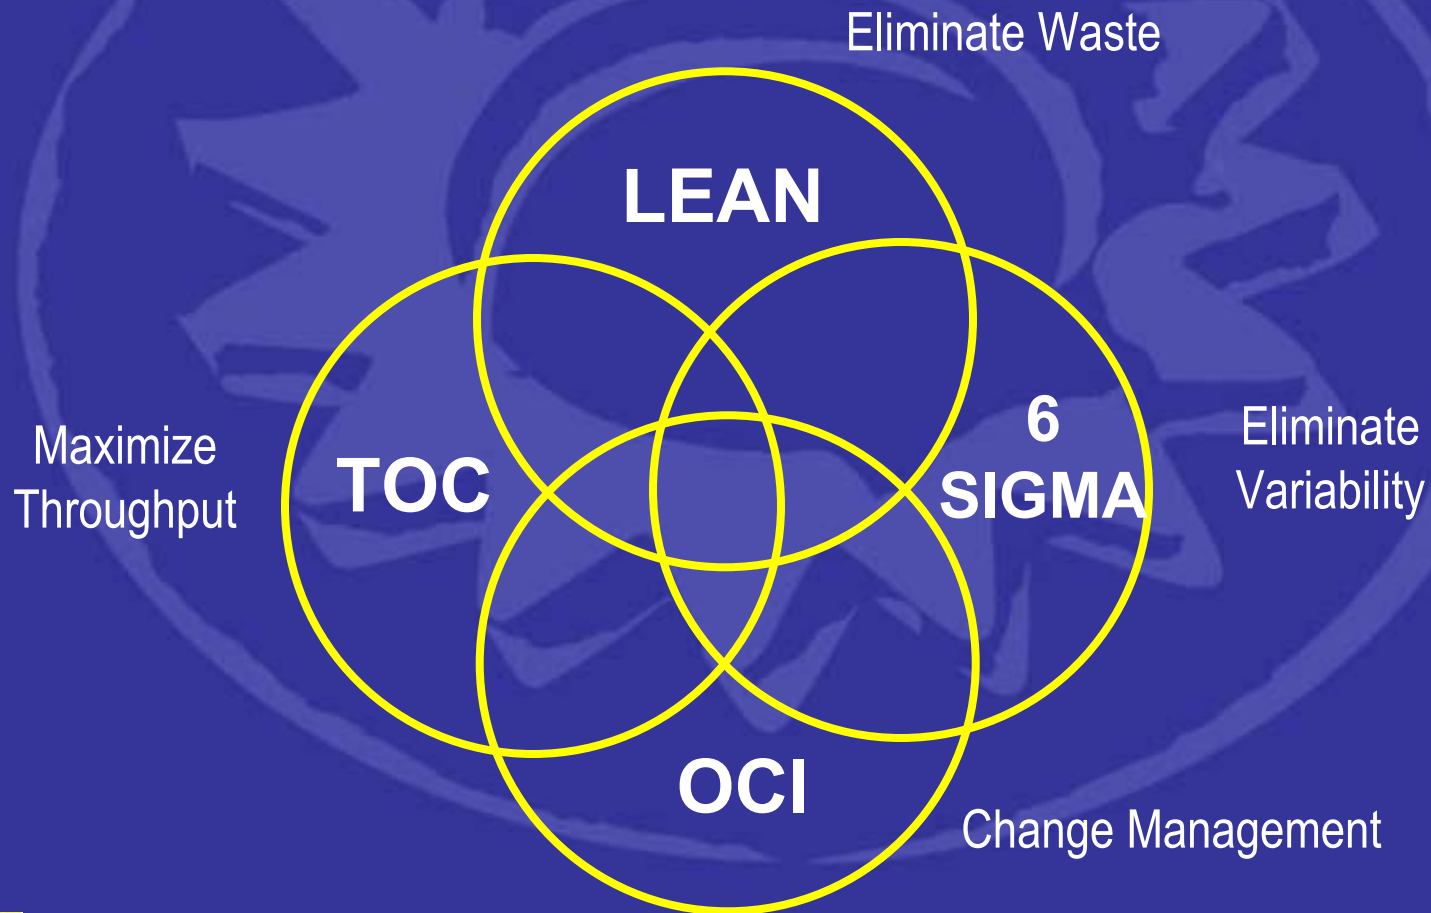 Eliminate Waste
LEAN
6
SIGMA
Eliminate
Variability
Maximize
Throughput
TOC
OCI
Change Management